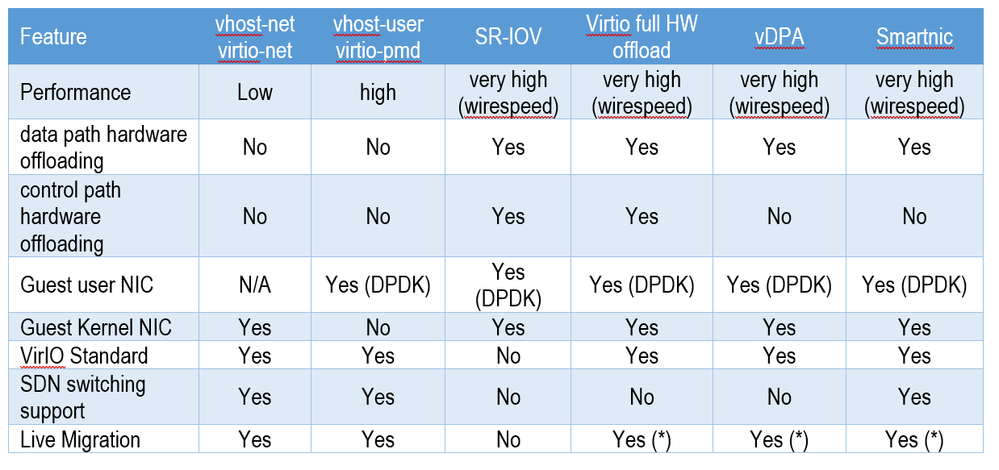 Feature vhost-net virtio-net vhost-user virtio-pmd SR-IOV Virtio full HW offload vDPA Smartnic
Performance Low high very high (wirespeed) very high (wirespeed) very high (wirespeed) very high (wirespeed)
data path hardware offloading No No Yes Yes Yes Yes
control path hardware offloading No No Yes Yes No No
Guest user NIC N/A Yes (DPDK) Yes (DPDK) Yes (DPDK) Yes (DPDK) Yes (DPDK)
Guest Kernel NIC Yes No Yes Yes Yes Yes
VirIO Standard Yes Yes No Yes Yes Yes
SDN switching support Yes Yes No No No Yes
Live Migration Yes Yes No Yes (*) Yes (*) Yes (*)